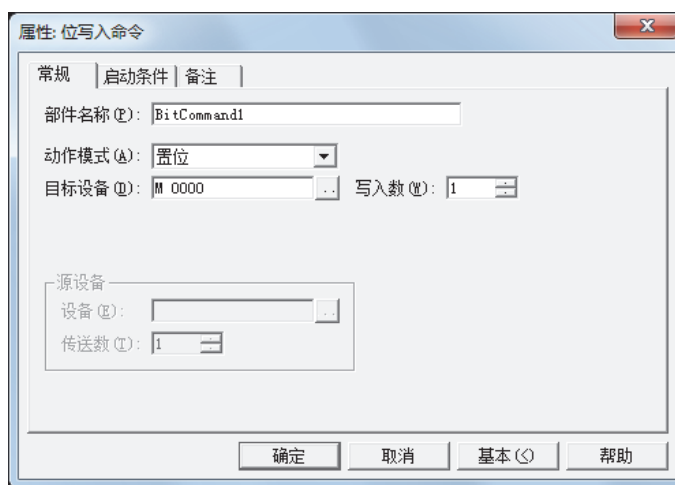 属性: 位写入命令
常规 启动条件 备注
部件名称(P): BitCommand1
动作模式(A): 置位
目标设备(D): M 0000 .. 写入数(W): 1
源设备
设备(E): ..
传送数(T): 1
确定 取消 基本(<) 帮助